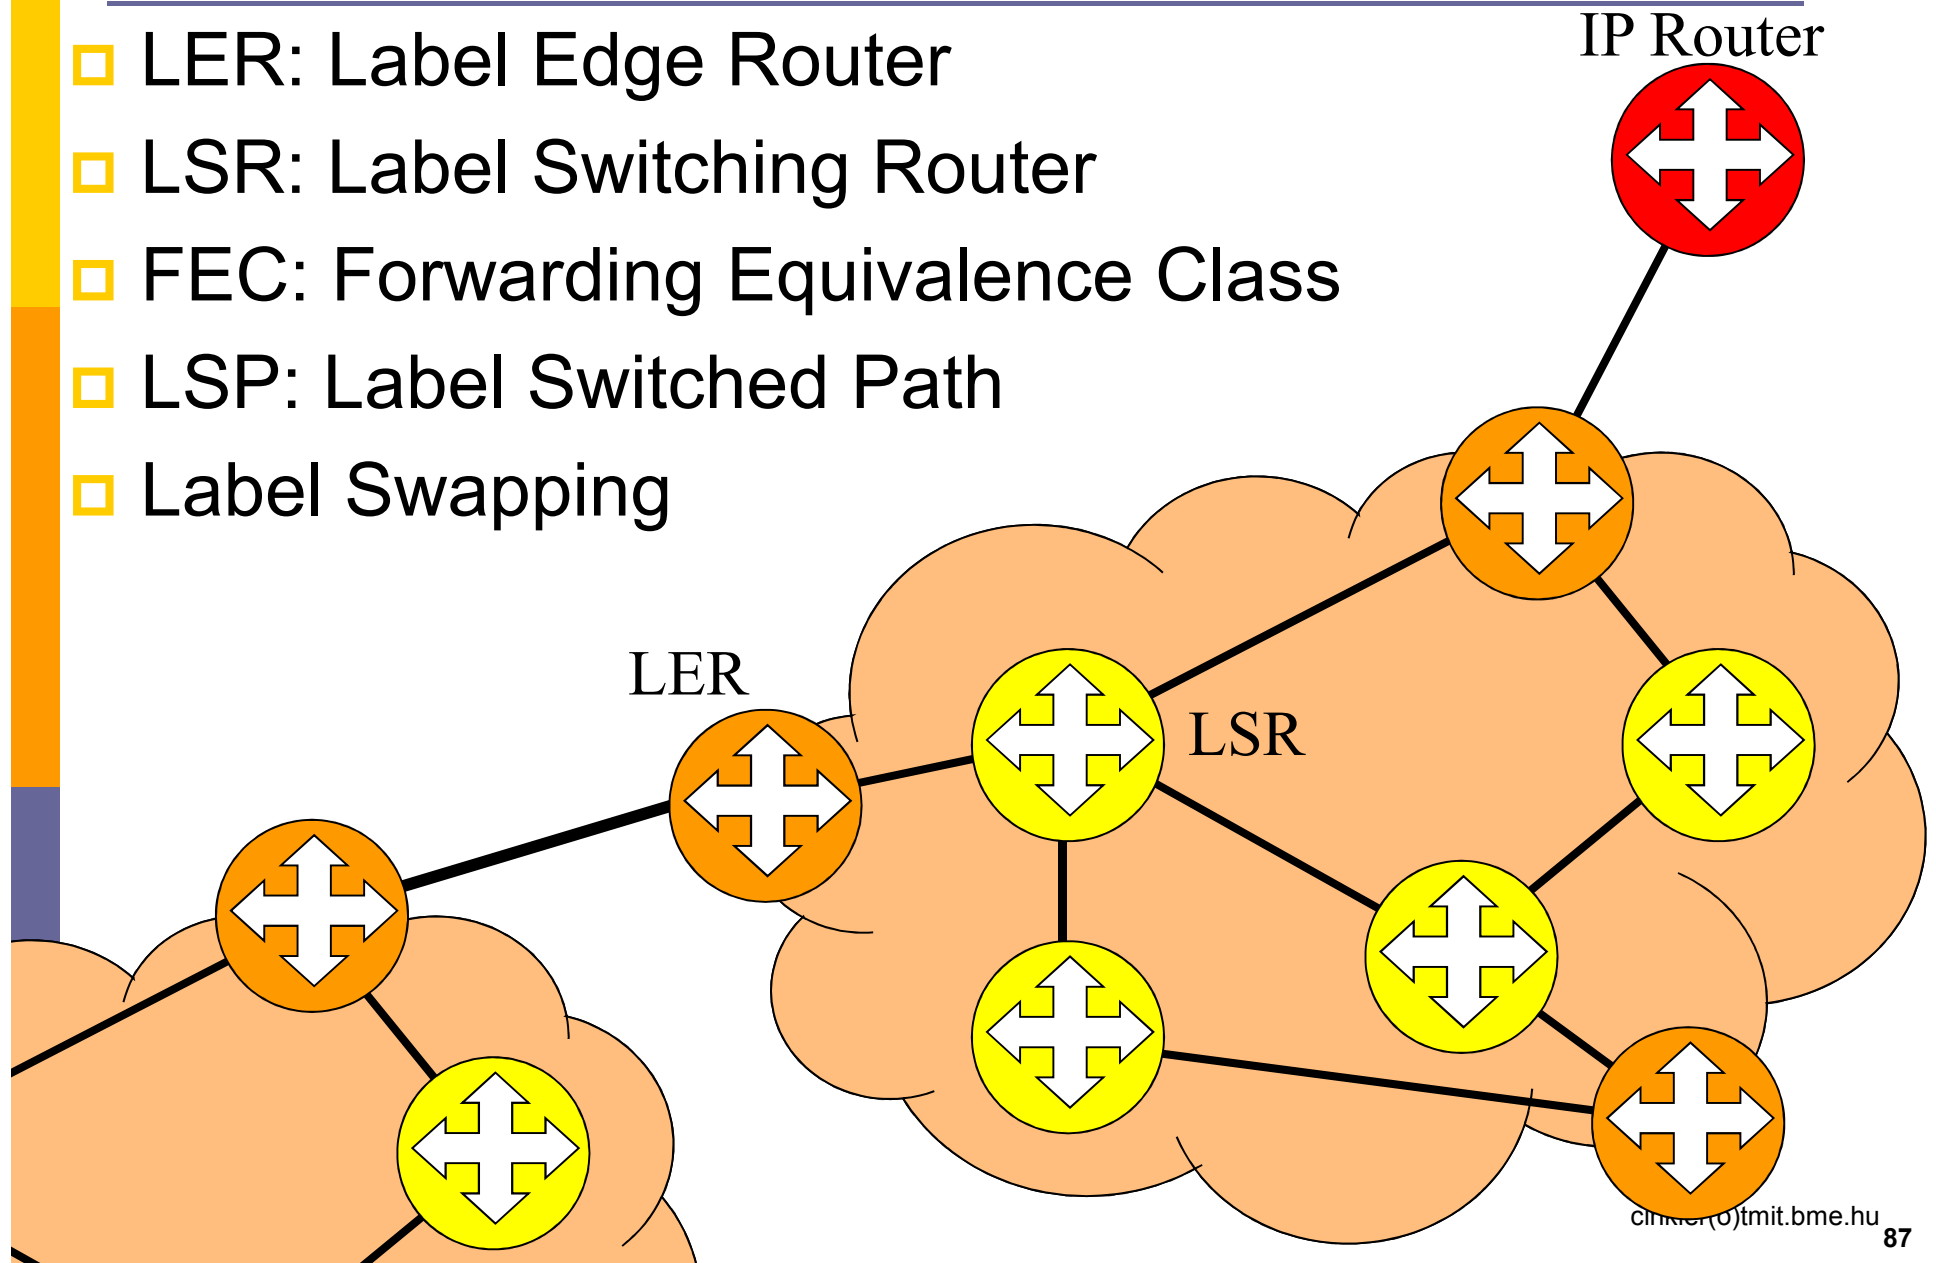 LER: Label Edge Router
LSR: Label Switching Router
FEC: Forwarding Equivalence Class
LSP: Label Switched Path
Label Swapping
IP Router
LER
LSR
tmit.bme.hu
87